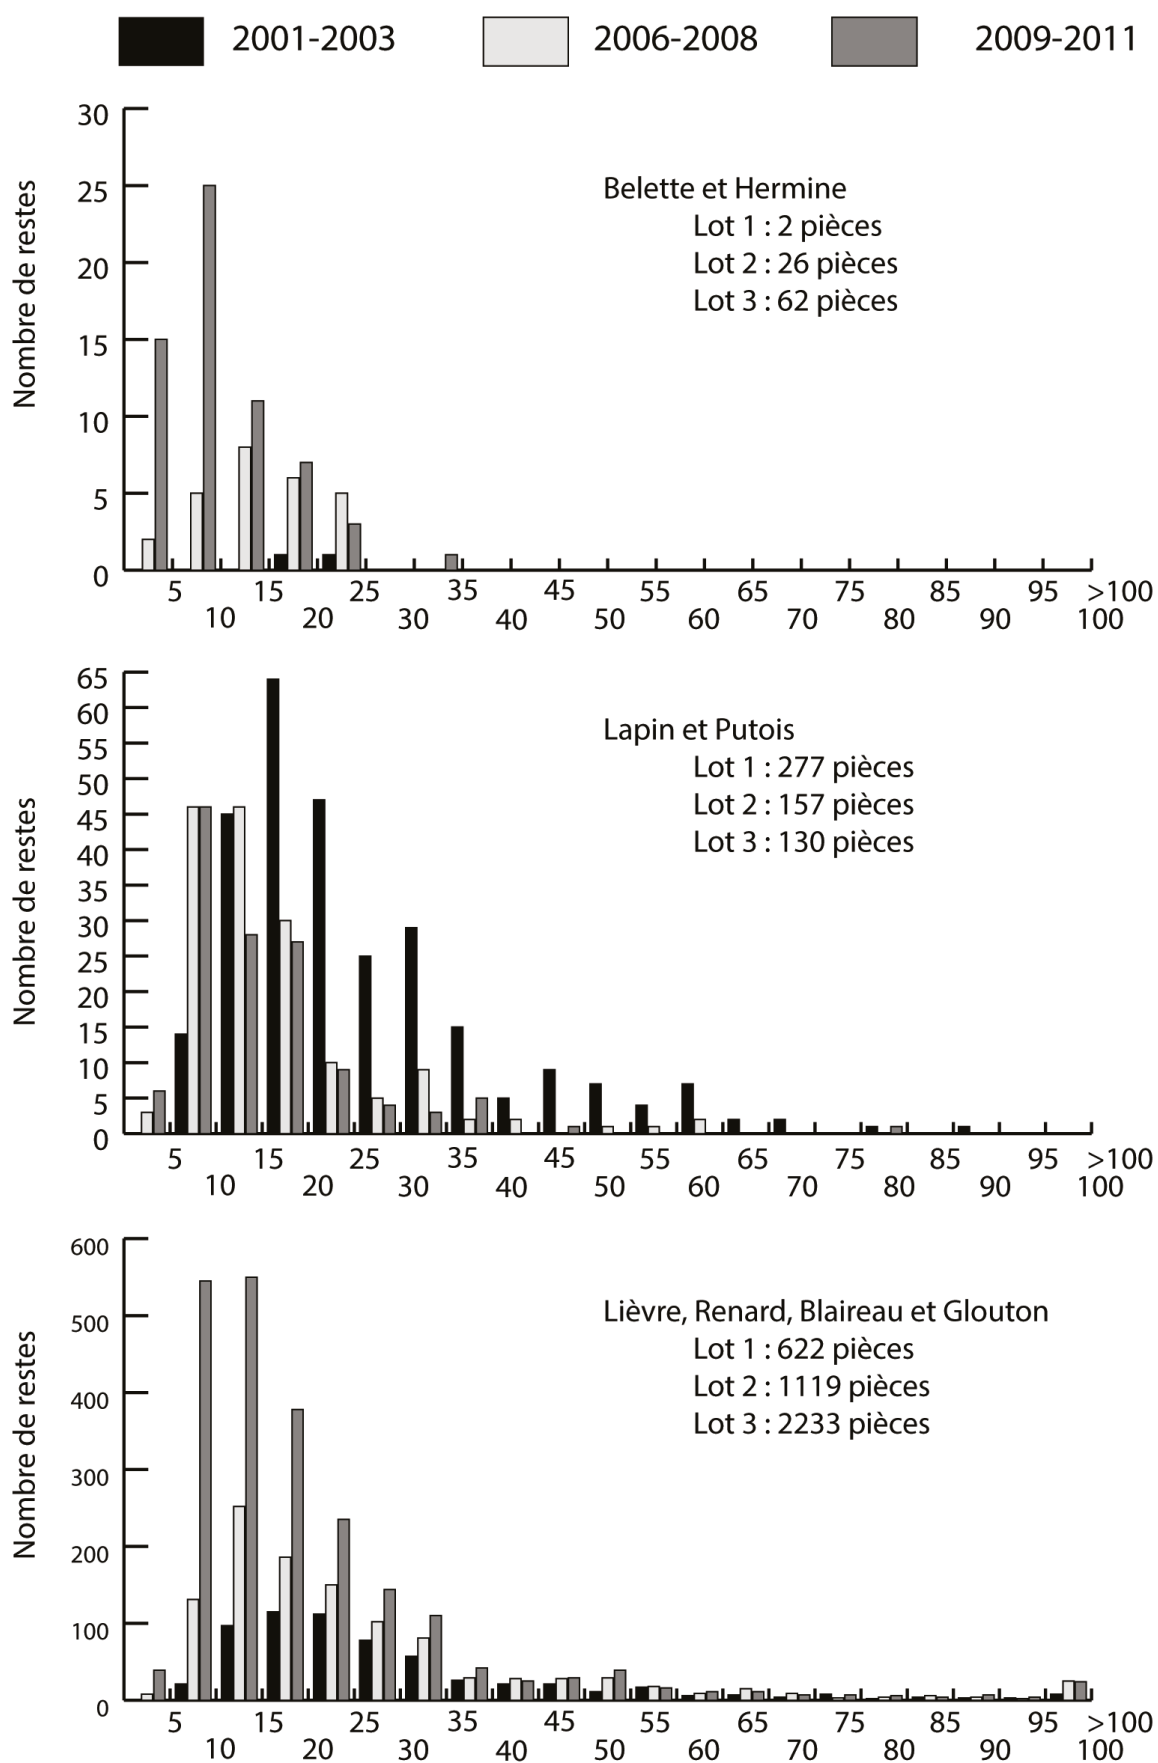 2001-2003 2006-2008 2009-2011
Nombre de restes
30
25
20
15
10
5
0
Belette et Hermine
Lot 1 : 2 pièces
Lot 2 : 26 pièces
Lot 3 : 62 pièces
5 15 25 35 45 55 65 75 85 95 >100
10 20 30 40 50 60 70 80 90 100
Nombre de restes
65
60
55
50
45
40
35
30
25
20
15
10
5
0
Lapin et Putois
Lot 1 : 277 pièces
Lot 2 : 157 pièces
Lot 3 : 130 pièces
5 15 25 35 45 55 65 75 85 95 >100
10 20 30 40 50 60 70 80 90 100
Nombre de restes
600
500
400
300
200
100
0
Lièvre, Renard, Blaireau et Glouton
Lot 1 : 622 pièces
Lot 2 : 1119 pièces
Lot 3 : 2233 pièces
5 15 25 35 45 55 65 75 85 95 >100
10 20 30 40 50 60 70 80 90 100